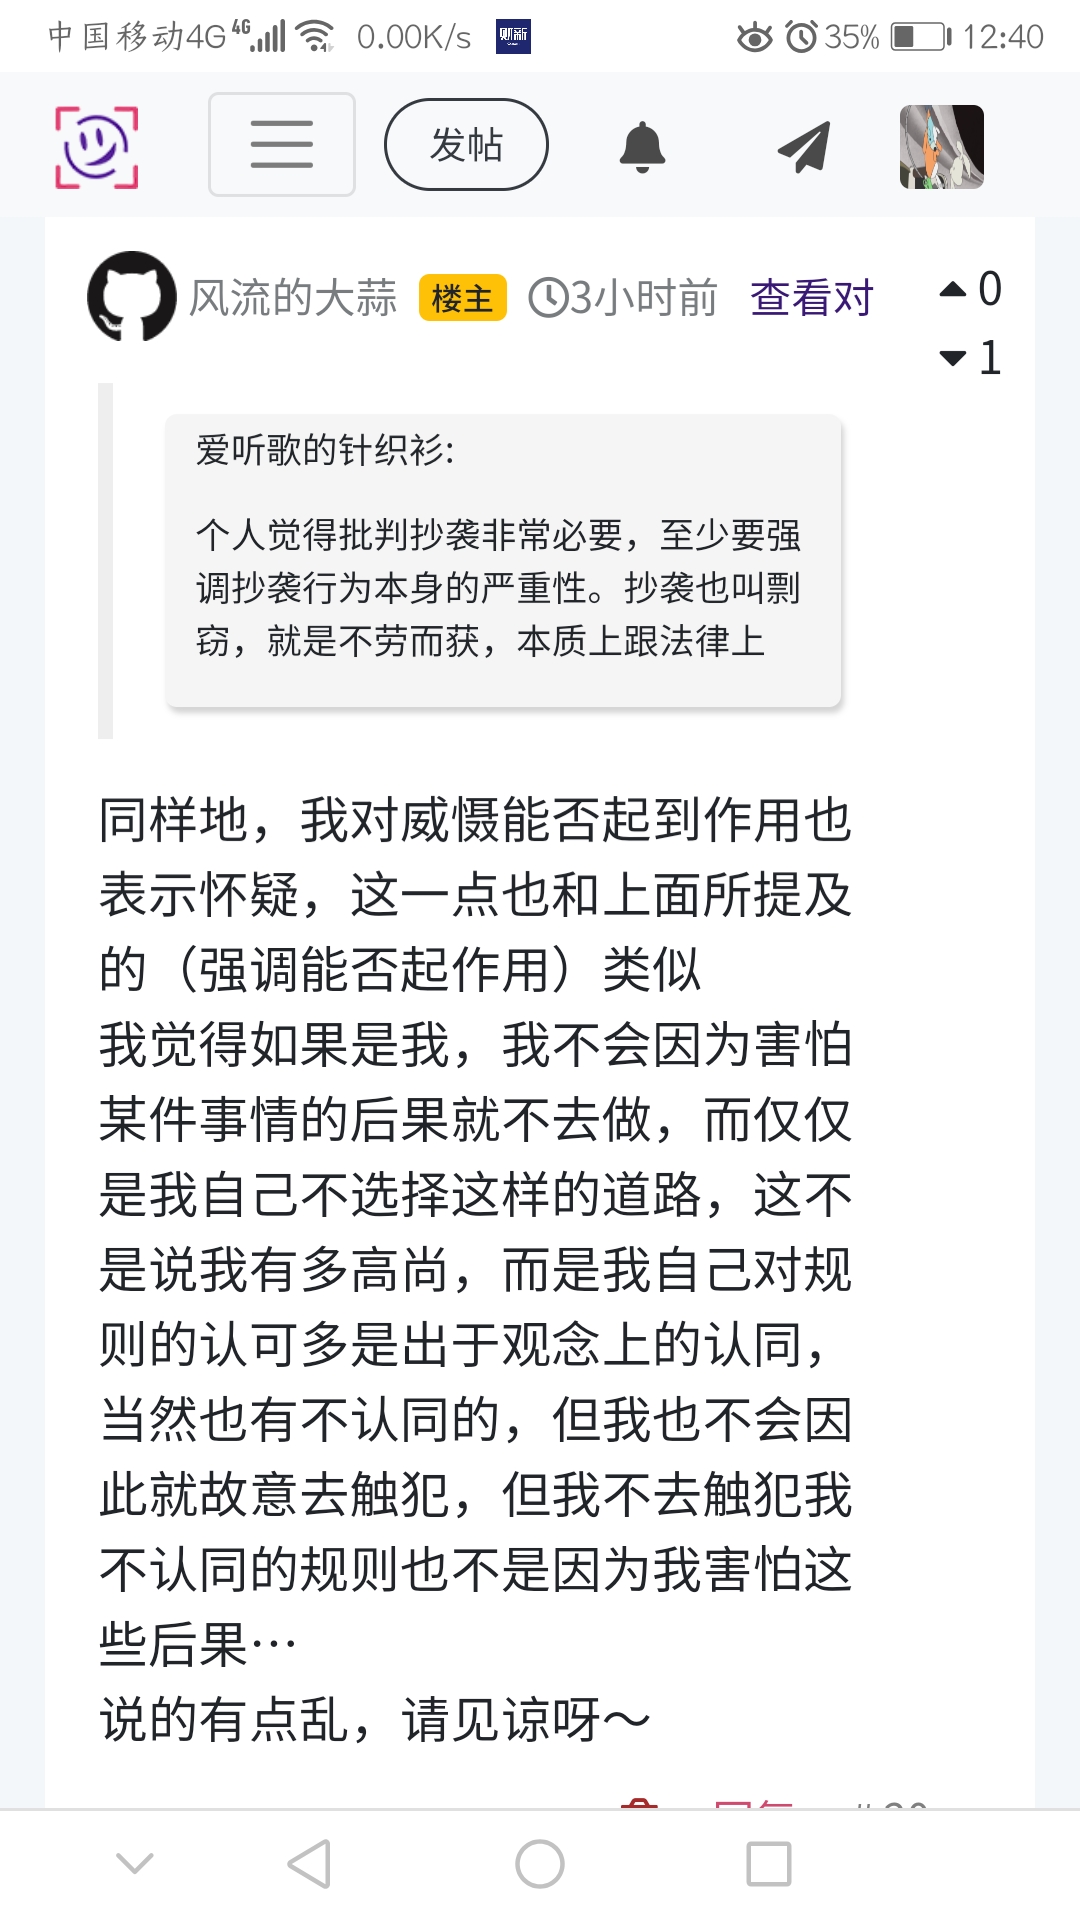 中国移动4G 4G 0.00K/s 财新 35% 12:40
发帖
风流的大蒜 楼主 3小时前 查看对 0
1
爱听歌的针织衫:
个人觉得批判抄袭非常必要，至少要强
调抄袭行为本身的严重性。抄袭也叫剽
窃，就是不劳而获，本质上跟法律上
同样地，我对威慑能否起到作用也
表示怀疑，这一点也和上面所提及
的（强调能否起作用）类似
我觉得如果是我，我不会因为害怕
某件事情的后果就不去做，而仅仅
是我自己不选择这样的道路，这不
是说我有多高尚，而是我自己对规
则的认可多是出于观念上的认同，
当然也有不认同的，但我也不会因
此就故意去触犯，但我不去触犯我
不认同的规则也不是因为我害怕这
些后果…
说的有点乱，请见谅呀～